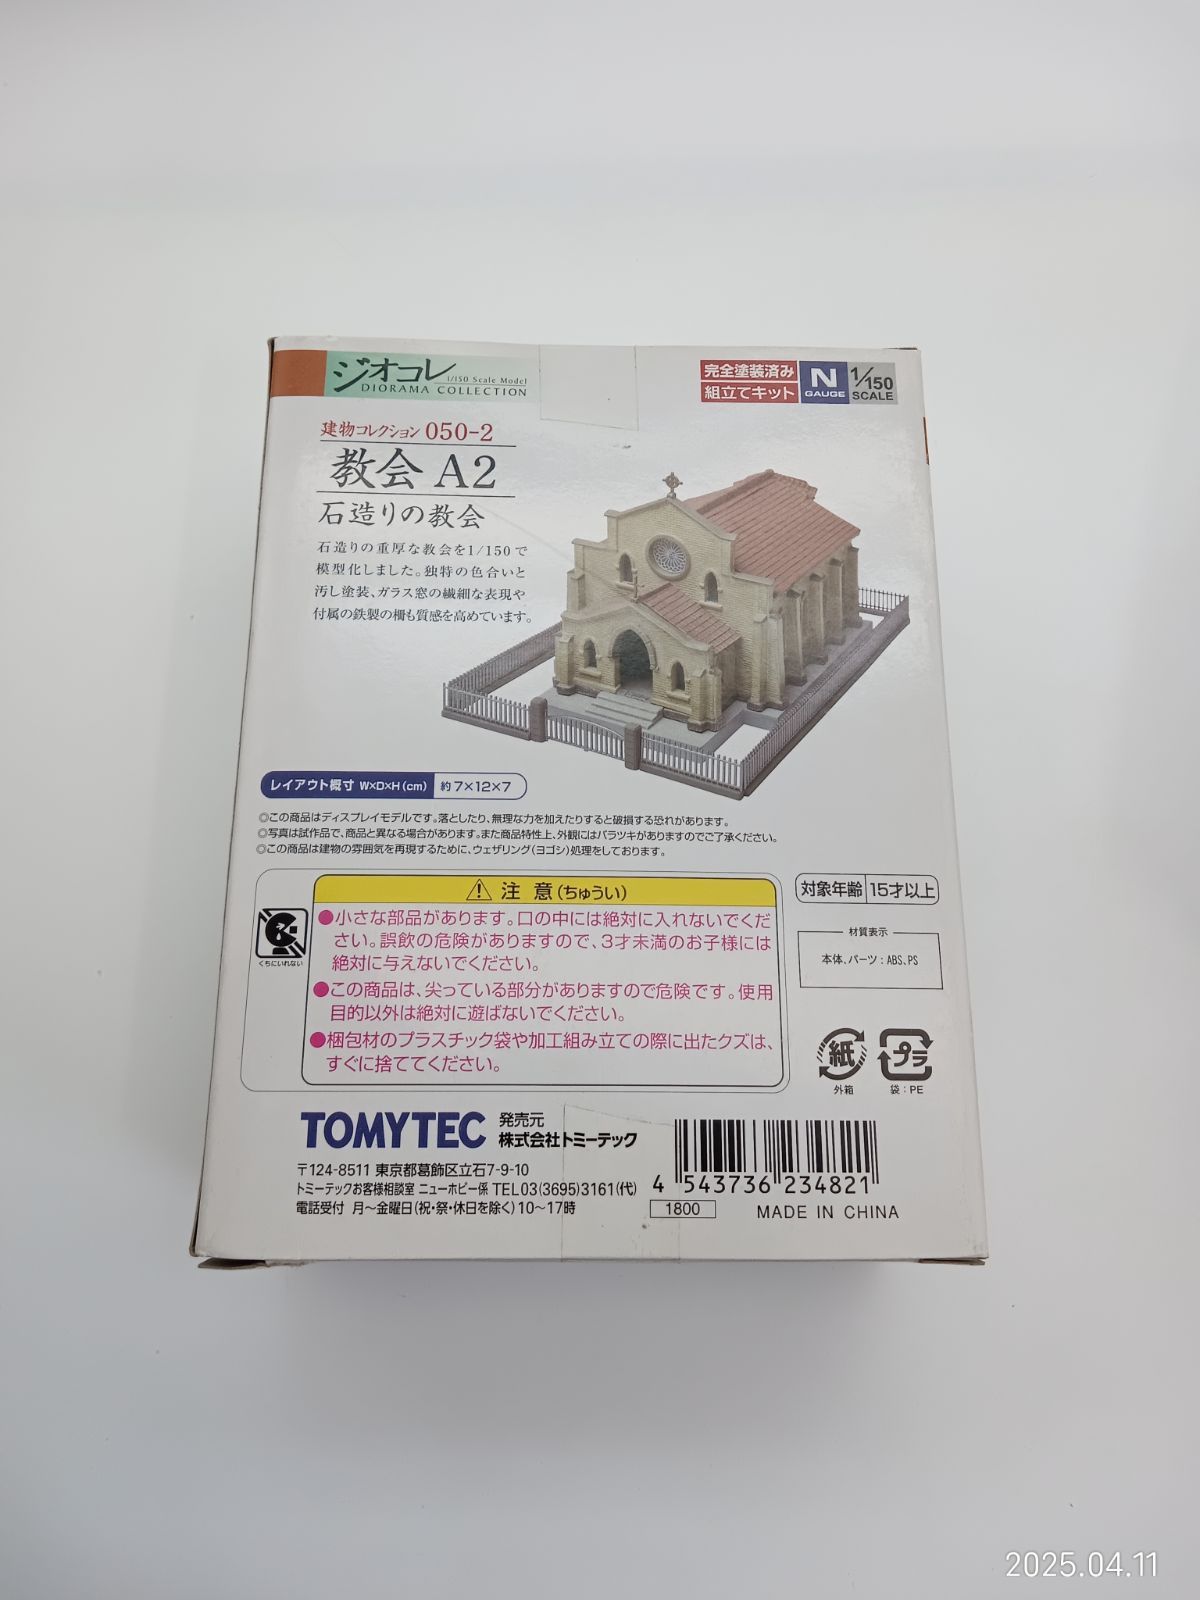 ジオコレ
1/150 Scale Model
DIORAMA COLLECTION
完全塗装済み
組立てキット
N
GAUGE
1/150
SCALE
建物コレクション 050-2
教会 A2
石造りの教会
石造りの重厚な教会を1/150で
模型化しました。独特の色合いと
汚し塗装、ガラス窓の繊細な表現や
付属の鉄製の柵も質感を高めています。
レイアウト概寸 W×D×H(cm) 約7×12×7
◎この商品はディスプレイモデルです。落としたり、無理な力を加えたりすると破損する恐れがあります。
◎写真は試作品で、商品と異なる場合があります。また商品特性上、外観にはバラツキがありますのでご了承ください。
◎この商品は建物の雰囲気を再現するために、ウェザリング(ヨゴシ)処理をしております。
注 意(ちゅうい)
●小さな部品があります。口の中には絶対に入れないでくだ
さい。誤飲の危険がありますので、3才未満のお子様には
絶対に与えないでください。
●この商品は、尖っている部分がありますので危険です。使用
目的以外は絶対に遊ばないでください。
●梱包材のプラスチック袋や加工組み立ての際に出たクズは、
すぐに捨ててください。
くちにいれない
対象年齢 15才以上
材質表示
本体、パーツ：ABS、PS
紙
外箱
プラ
袋：PE
TOMYTEC
発売元
株式会社トミーテック
〒124-8511 東京都葛飾区立石7-9-10
トミーテックお客様相談室 ニューホビー係 TEL03(3695)3161(代)
電話受付 月〜金曜日(祝・祭・休日を除く)10〜17時
4 543736 234821
1800
MADE IN CHINA
2025.04.11